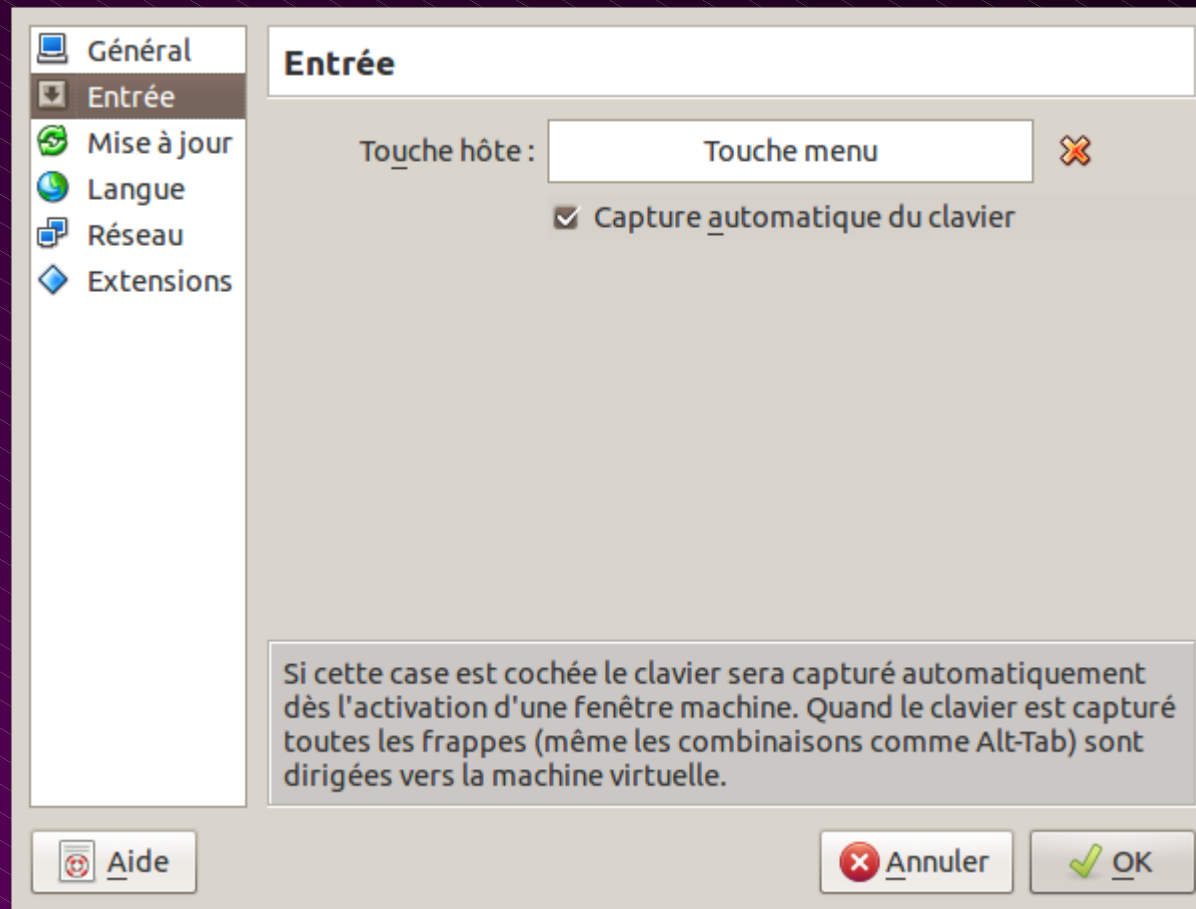 Général
Entrée
Mise à jour
Langue
Réseau
Extensions
Entrée
Touche hôte :
Touche menu
Capture automatique du clavier
Si cette case est cochée le clavier sera capturé automatiquement
dès l'activation d'une fenêtre machine. Quand le clavier est capturé
toutes les frappes (même les combinaisons comme Alt-Tab) sont
dirigées vers la machine virtuelle.
Aide
Annuler
OK